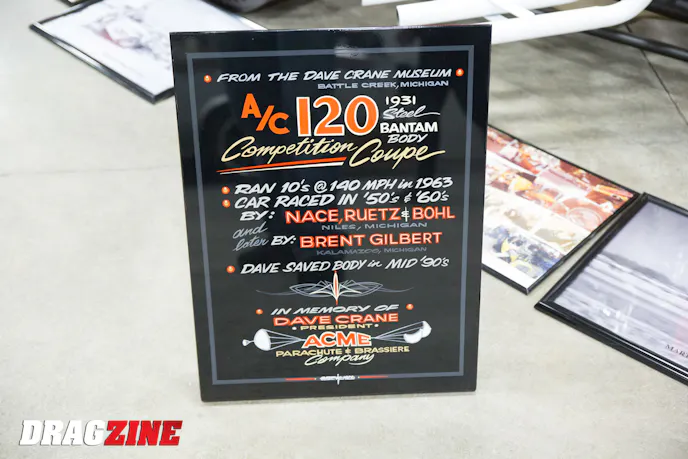 FROM THE DAVE CRANE MUSEUM
BATTLE CREEK, MICHIGAN
A/C 120 1931
Steel
BANTAM
BODY
Competition Coupe
RAN 10's @ 140 MPH in 1963
CAR RACED IN '50's & '60's
BY: NACE, RUETZ & BOHL
NILES, MICHIGAN
and
later BY: BRENT GILBERT
KALAMAZOO, MICHIGAN
DAVE SAVED BODY in MID '90's
IN MEMORY OF
DAVE CRANE
PRESIDENT
ACME
PARACHUTE & BRASSIERE
Company
DRAGZINE